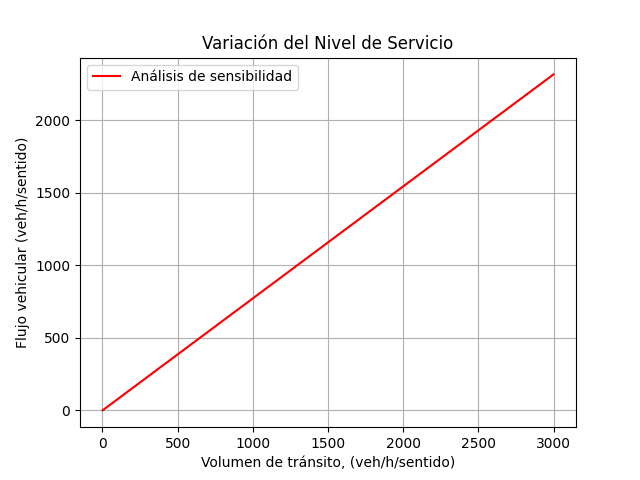 Variación del Nivel de Servicio
Análisis de sensibilidad
Flujo vehicular (veh/h/sentido)
2000
1500
1000
500
0
0 500 1000 1500 2000 2500 3000
Volumen de tránsito, (veh/h/sentido)